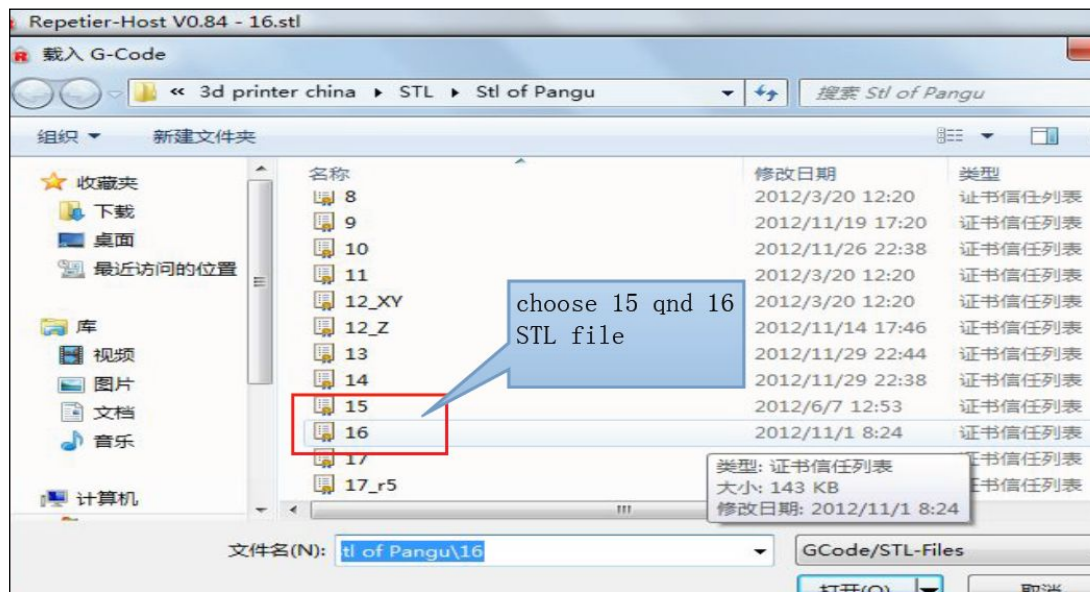 Repetier-Host V0.84 - 16.stl
载入 G-Code
« 3d printer china ▸ STL ▸ Stl of Pangu
搜索 Stl of Pangu
组织 新建文件夹
收藏夹
下载
桌面
最近访问的位置
库
视频
图片
文档
音乐
计算机
名称 修改日期 类型
8 2012/3/20 12:20 证书信任列表
9 2012/11/19 17:20 证书信任列表
10 2012/11/26 22:38 证书信任列表
11 2012/3/20 12:20 证书信任列表
12_XY 2012/3/20 12:20 证书信任列表
12_Z 2012/11/14 17:46 证书信任列表
13 2012/11/29 22:44 证书信任列表
14 2012/11/29 22:38 证书信任列表
15 2012/6/7 12:53 证书信任列表
16 2012/11/1 8:24 证书信任列表
17 证书信任列表
17_r5 证书信任列表
choose 15 qnd 16
STL file
类型: 证书信任列表
大小: 143 KB
修改日期: 2012/11/1 8:24
文件名(N): tl of Pangu\16 GCode/STL-Files
打开(O) 取消